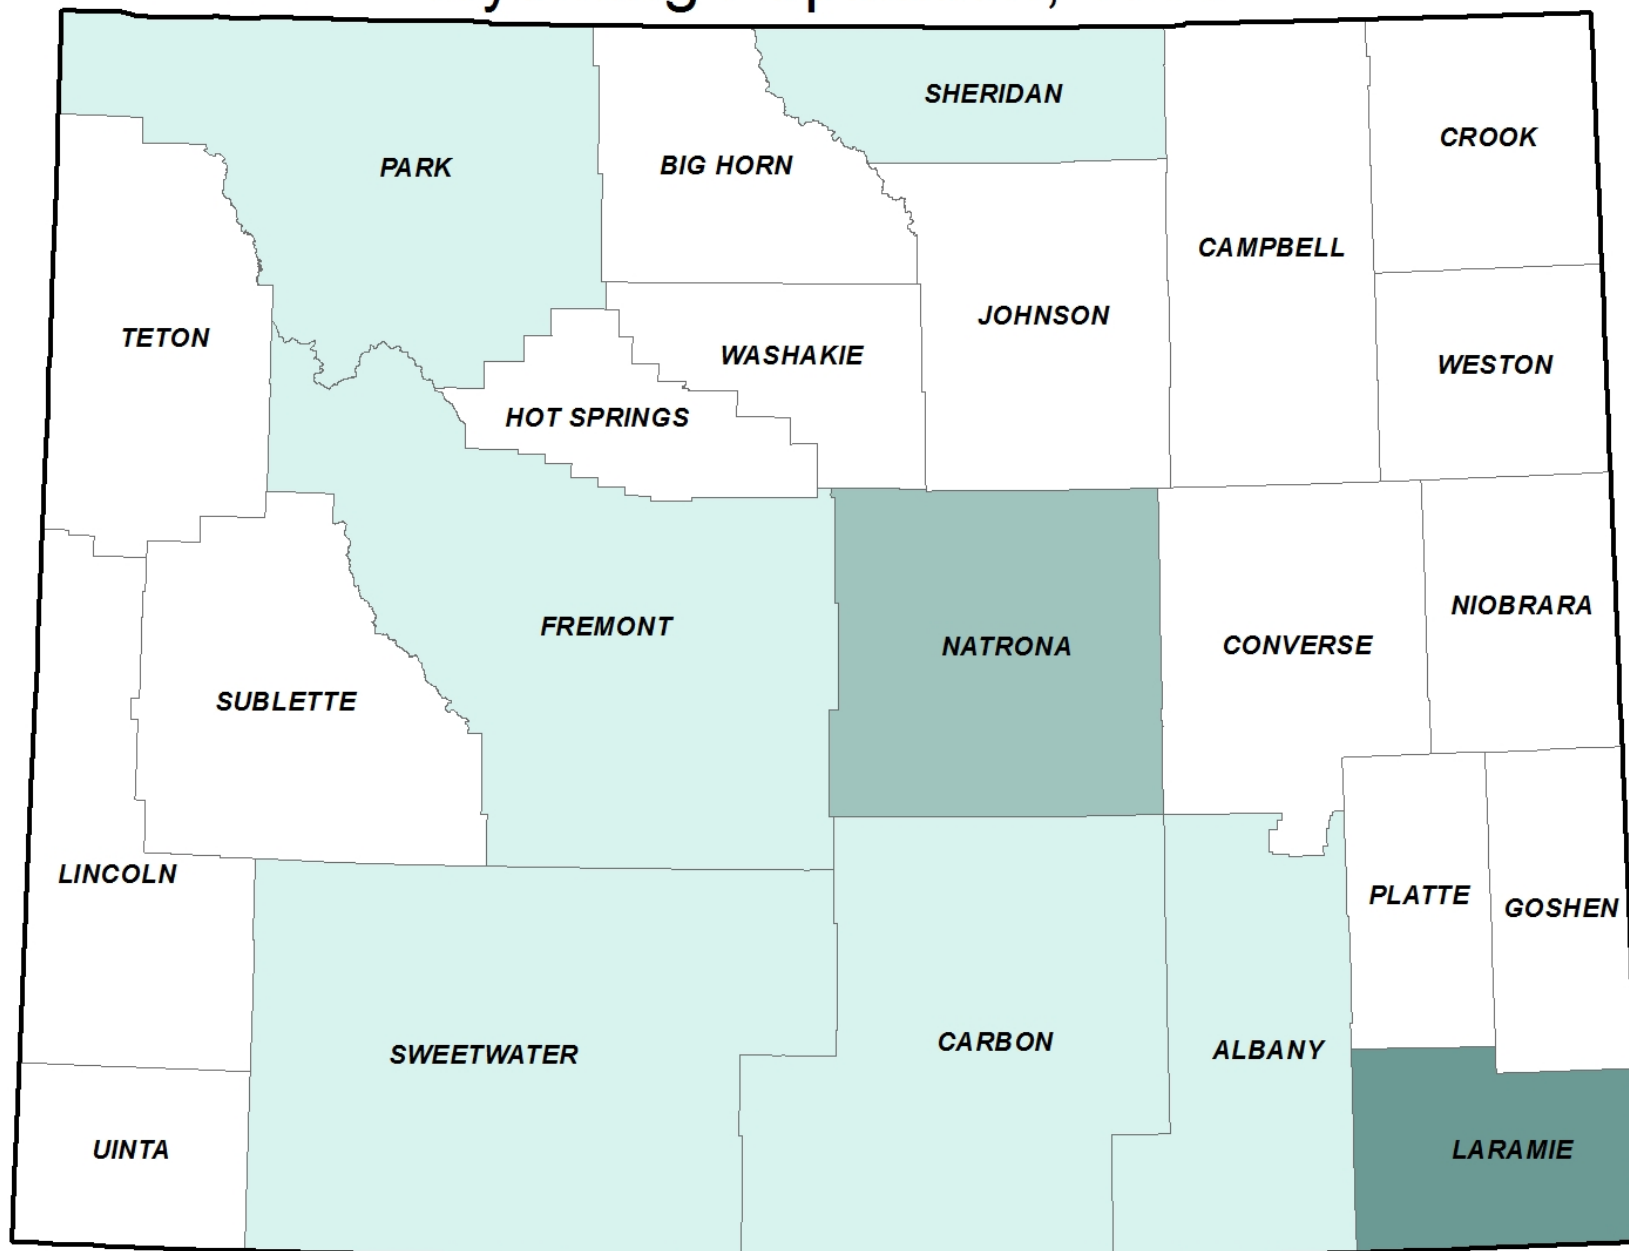 SHERIDAN
CROOK
BIG HORN
PARK
CAMPBELL
JOHNSON
TETON
WASHAKIE
WESTON
HOT SPRINGS
NIOBRARA
FREMONT
NATRONA
CONVERSE
SUBLETTE
LINCOLN
PLATTE
GOSHEN
CARBON
ALBANY
SWEETWATER
UINTA
LARAMIE